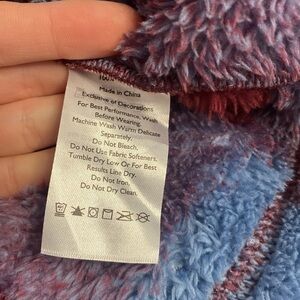 Made in China
Exclusive of Decorations
For Best Performance, Wash
Before Wearing.
Machine Wash Warm Delicate
Separately.
Do Not Bleach.
Do Not Use Fabric Softeners.
Tumble Dry Low Or For Best
Results Line Dry.
Do Not Iron.
Do Not Dry Clean.